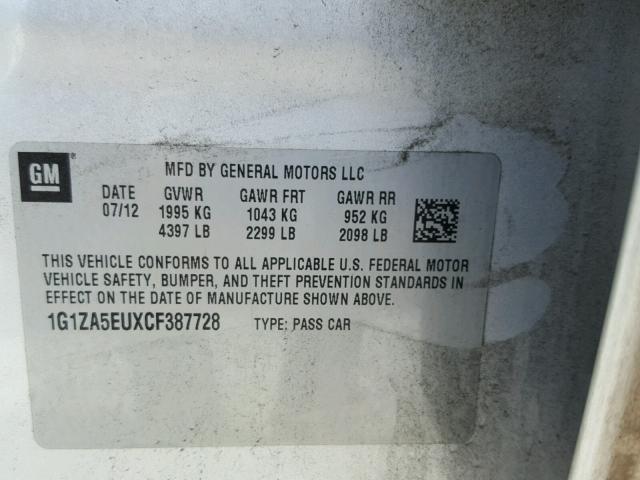 GM ®
MFD BY GENERAL MOTORS LLC
DATE GVWR GAWR FRT GAWR RR
07/12 1995 KG 1043 KG 952 KG
4397 LB 2299 LB 2098 LB
THIS VEHICLE CONFORMS TO ALL APPLICABLE U.S. FEDERAL MOTOR
VEHICLE SAFETY, BUMPER, AND THEFT PREVENTION STANDARDS IN
EFFECT ON THE DATE OF MANUFACTURE SHOWN ABOVE.
1G1ZA5EUXCF387728 TYPE: PASS CAR